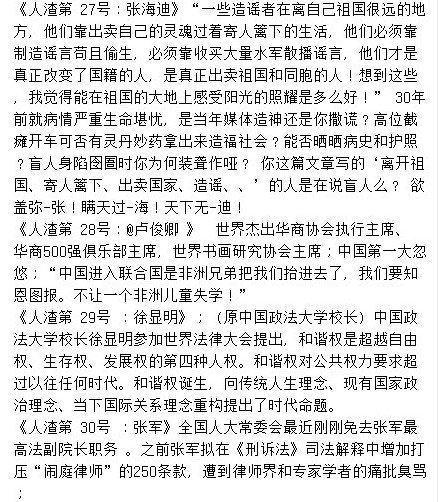 《人渣第 27号：张海迪》“一些造谣者在离自己祖国很远的地
方，他们靠出卖自己的灵魂过着寄人篱下的生活，他们必须靠
制造谣言苟且偷生，必须靠收买大量水军散播谣言，他们才是
真正改变了国籍的人，是真正出卖祖国和同胞的人！想到这些
，我觉得能在祖国的大地上感受阳光的照耀是多么好！” 30年
前就病情严重生命堪忧，是当年媒体造神还是你撒谎？高位截
瘫开车可否有灵丹妙药拿出来造福社会？能否晒晒病史和护照
？盲人身陷囹圄时你为何装聋作哑？ 你这篇文章写的‘离开祖
国、寄人篱下、出卖国家、造谣、、’的人是在说盲人么？ 欲
盖弥-张！瞒天过-海！天下无-迪！
《人渣第 28号：@卢俊卿 》  世界杰出华商协会执行主席、
华商500强俱乐部主席，世界书画研究协会主席；中国第一大忽
悠；“中国进入联合国是非洲兄弟把我们抬进去了，我们要知
恩图报。不让一个非洲儿童失学！”
《人渣第 29号 ：徐显明》；（原中国政法大学校长）中国政
法大学校长徐显明参加世界法律大会提出，和谐权是超越自由
权、生存权、发展权的第四种人权。和谐权对公共权力要求超
过以往任何时代。和谐权诞生，向传统人生理念、现有国家政
治理念、当下国际关系理念重构提出了时代命题。
《人渣第 30号 ：张军》全国人大常委会最近刚刚免去张军最
高法副院长职务 。之前张军拟在《刑诉法》司法解释中增加打
压“闹庭律师”的250条款，遭到律师界和专家学者的痛批臭骂
；